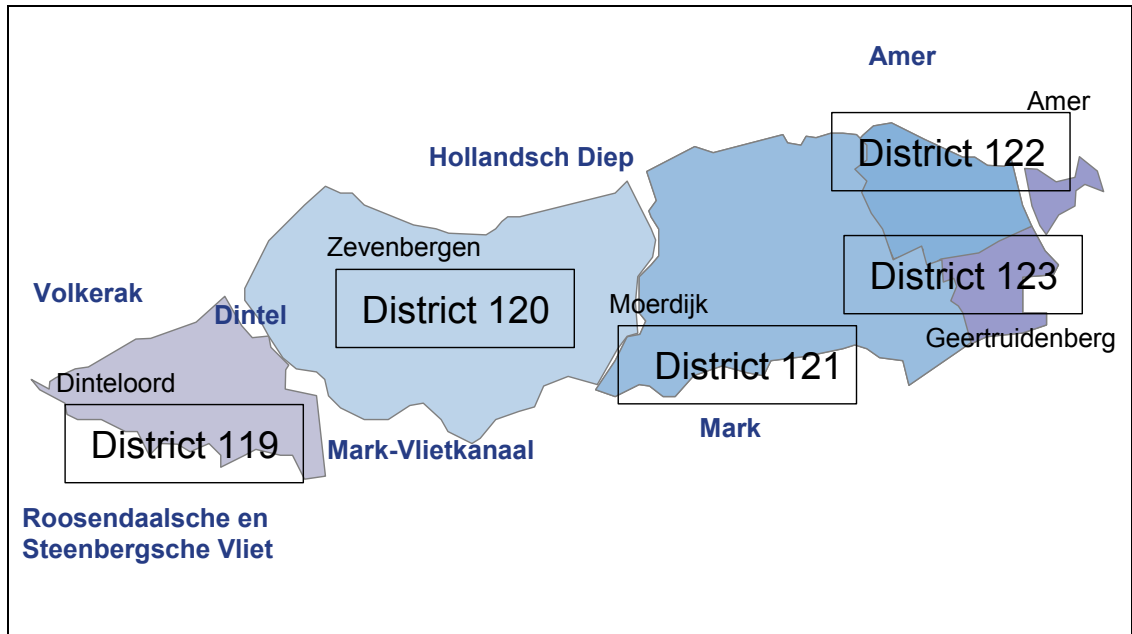 Amer
Amer
District 122
Hollandsch Diep
Zevenbergen
District 123
Volkerak
Dintel
District 120
Moerdijk
Geertruidenberg
District 121
Dinteloord
Mark
District 119
Mark-Vlietkanaal
Roosendaalsche en
Steenbergsche Vliet